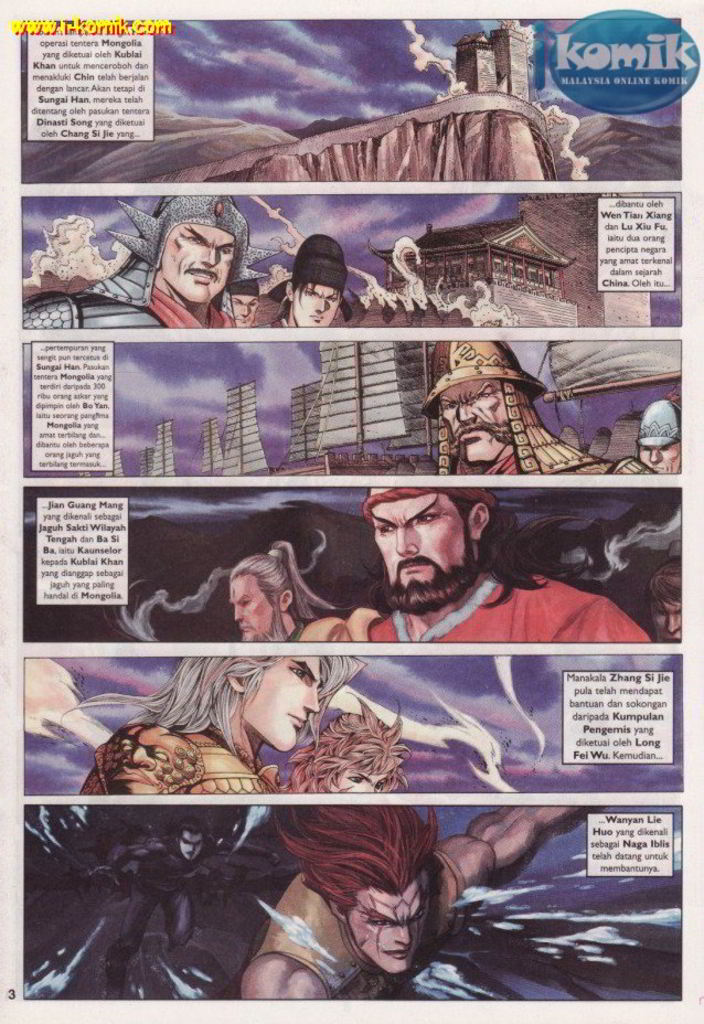 www.i-komik.com
operasi tentera Mongolia
yang diketuai oleh Kublai
Khan untuk menceroboh dan
menakluki Chin telah berjalan
dengan lancar. Akan tetapi di
Sungai Han, mereka telah
ditentang oleh pasukan tentera
Dinasti Song yang diketuai
oleh Chang Si Jie yang...
ikomik
MALAYSIA ONLINE KOMIK
...dibantu oleh
Wen Tian Xiang
dan Lu Xiu Fu,
iaitu dua orang
pencipta negara
yang amat terkenal
dalam sejarah
China. Oleh itu...
...pertempuran yang
sengit pun tercetus di
Sungai Han. Pasukan
tentera Mongolia yang
terdiri daripada 300
ribu orang askar yang
dipimpin oleh Bo Yan,
iaitu seorang panglima
Mongolia yang
amat terbilang dan...
diketuai oleh beberapa
orang jaguh yang
terbilang termasuk...
...Jian Guang Mang
yang dikenali sebagai
Jaguh Sakti Wilayah
Tengah dan Ba Si
Ba, iaitu Kaunselor
kepada Kublai Khan
yang dianggap sebagai
jaguh yang paling
handal di Mongolia.
Manakala Zhang Si Jie
pula telah mendapat
bantuan dan sokongan
daripada Kumpulan
Pengemis yang
diketuai oleh Long
Fei Wu. Kemudian...
...Wanyan Lie
Huo yang dikenali
sebagai Naga Iblis
telah datang untuk
membantunya.
3